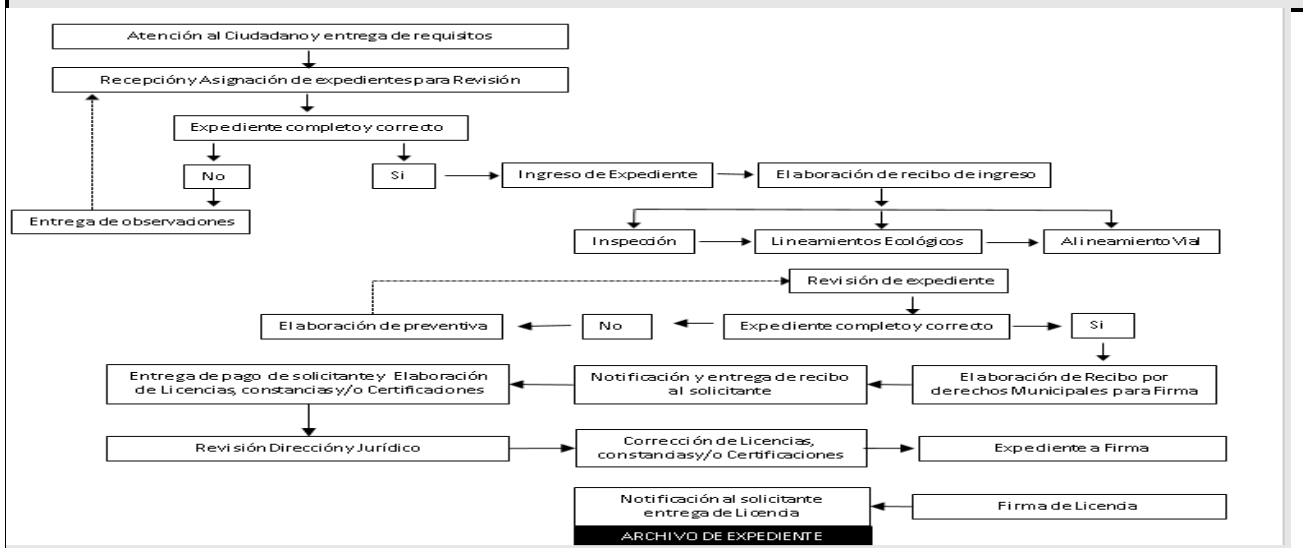 Atención al Ciudadano y entrega de requisitos
Recepción y Asignación de expedientes para Revisión
Expediente completo y correcto
No
Si
Ingreso de Expediente
Elaboración de recibo de ingreso
Entrega de observaciones
Inspección
Lineamientos Ecológicos
Alineamiento Vial
Revisión de expediente
Elaboración de preventiva
No
Expediente completo y correcto
Si
Entrega de pago de solicitante y Elaboración
de Licencias, constancias y/o Certificaciones
Notificación y entrega de recibo
al solicitante
Elaboración de Recibo por
derechos Municipales para Firma
Revisión Dirección y Jurídico
Corrección de Licencias,
constancias y/o Certificaciones
Expediente a Firma
Notificación al solicitante
entrega de Licencia
Firma de Licencia
ARCHIVO DE EXPEDIENTE